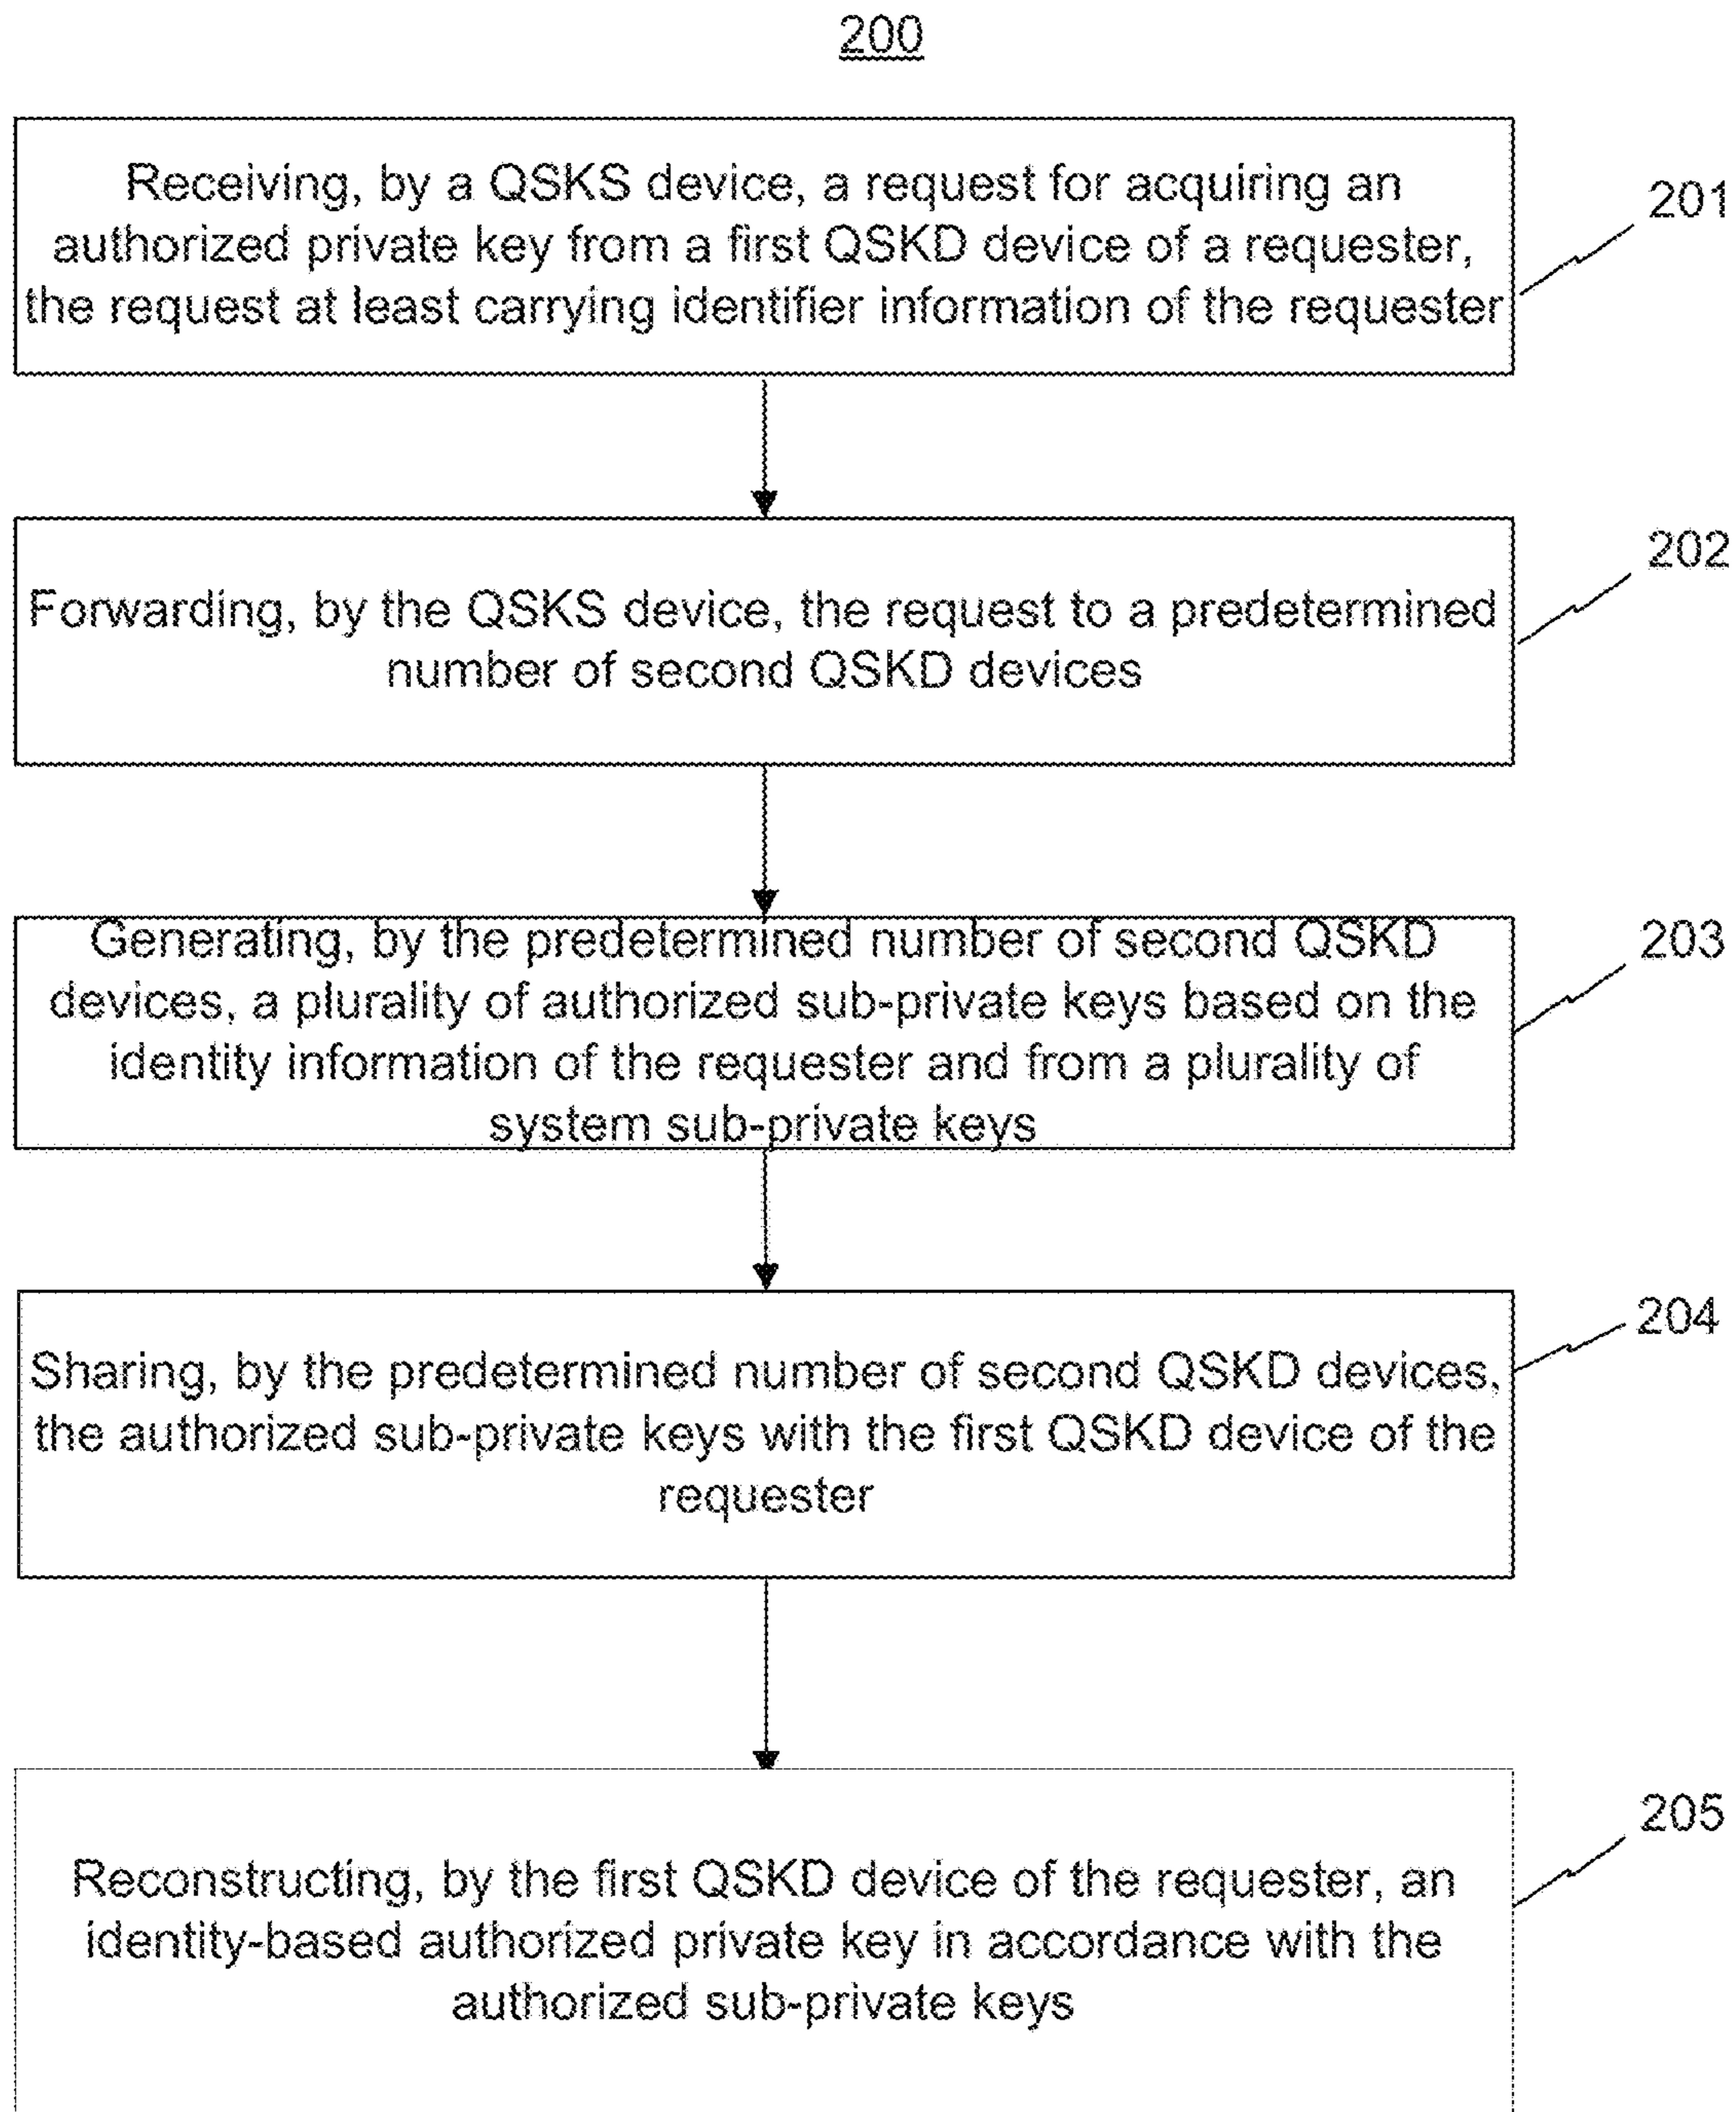 200
Receiving, by a QSKS device, a request for acquiring an
authorized private key from a first QSKD device of a requester,
the request at least carrying identifier information of the requester
201
Forwarding, by the QSKS device, the request to a predetermined
number of second QSKD devices
202
Generating, by the predetermined number of second QSKD
devices, a plurality of authorized sub-private keys based on the
identity information of the requester and from a plurality of
system sub-private keys
203
Sharing, by the predetermined number of second QSKD devices,
the authorized sub-private keys with the first QSKD device of the
requester
204
Reconstructing, by the first QSKD device of the requester, an
identity-based authorized private key in accordance with the
authorized sub-private keys
205